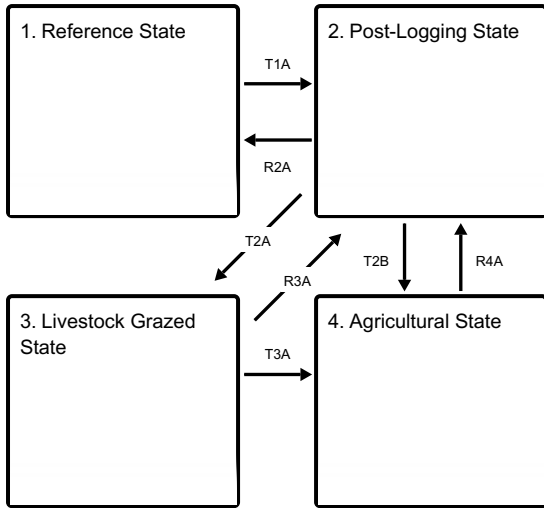 1. Reference State
2. Post-Logging State
T1A
R2A
T2A
R3A
T2B
R4A
3. Livestock Grazed
State
4. Agricultural State
T3A